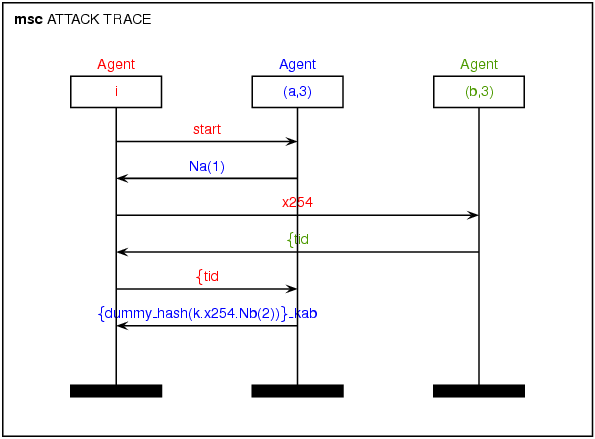 msc ATTACK TRACE
Agent Agent Agent
i (a,3) (b,3)
start
Na(1)
x254
{tid
{tid
{dummy_hash(k.x254.Nb(2))}_kab